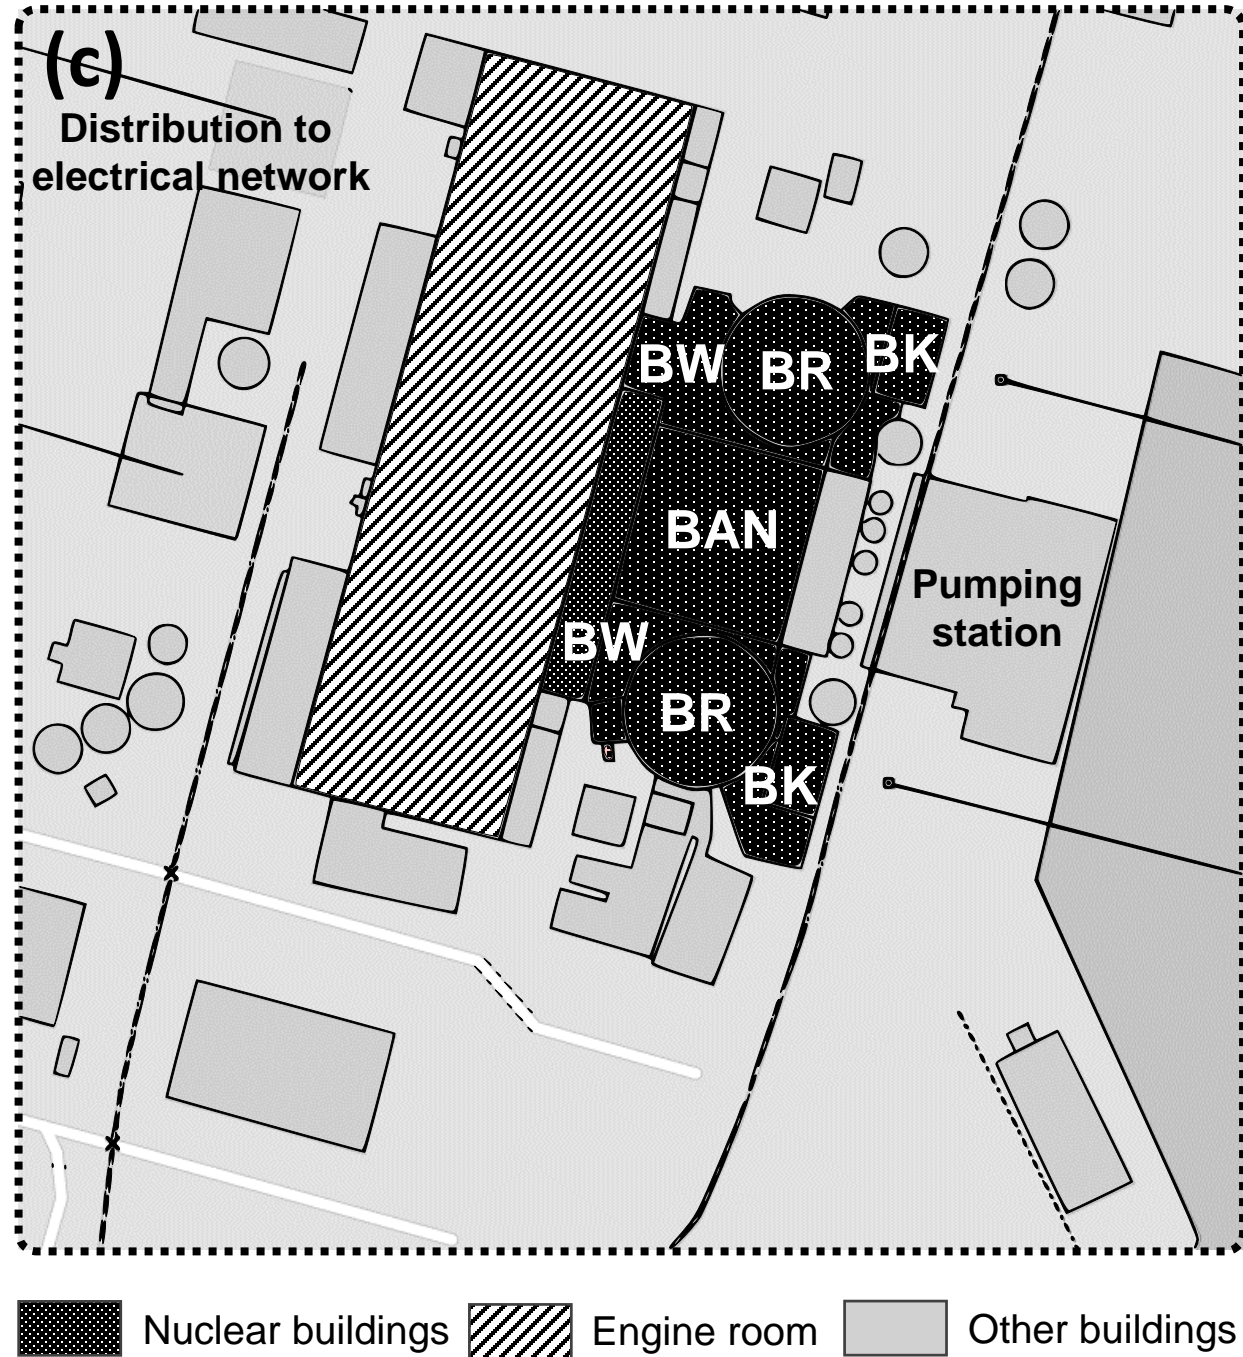 (c)
Distribution to
electrical network
BW BR BK
BAN
Pumping
station
BW
BR
BK
Nuclear buildings
Engine room
Other buildings